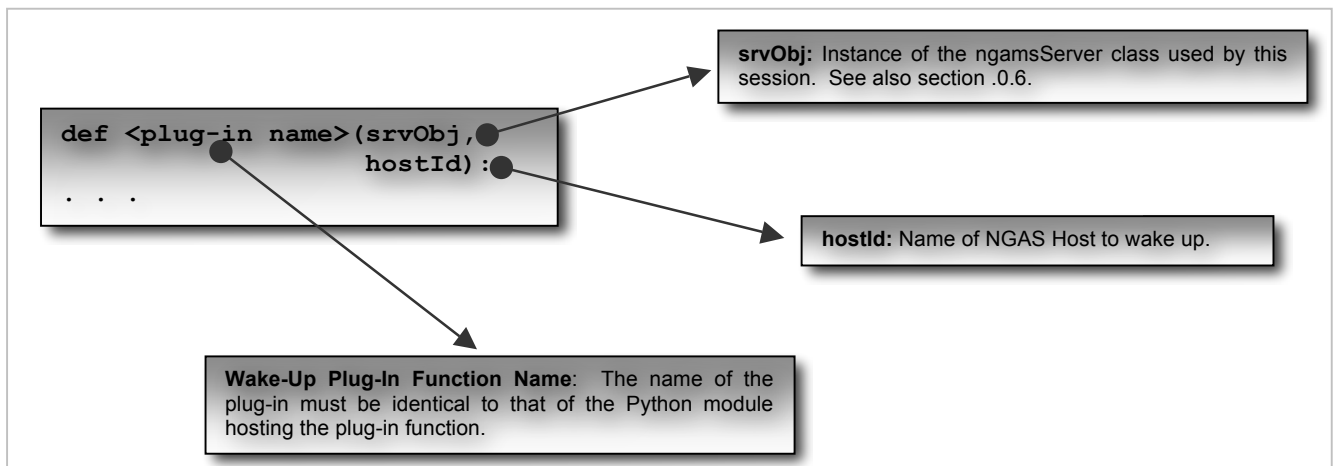 srvObj: Instance of the ngamsServer class used by this
session. See also section .0.6.
def <plug-in name>(srvObj,
hostId):
. . .
hostId: Name of NGAS Host to wake up.
Wake-Up Plug-In Function Name: The name of the
plug-in must be identical to that of the Python module
hosting the plug-in function.